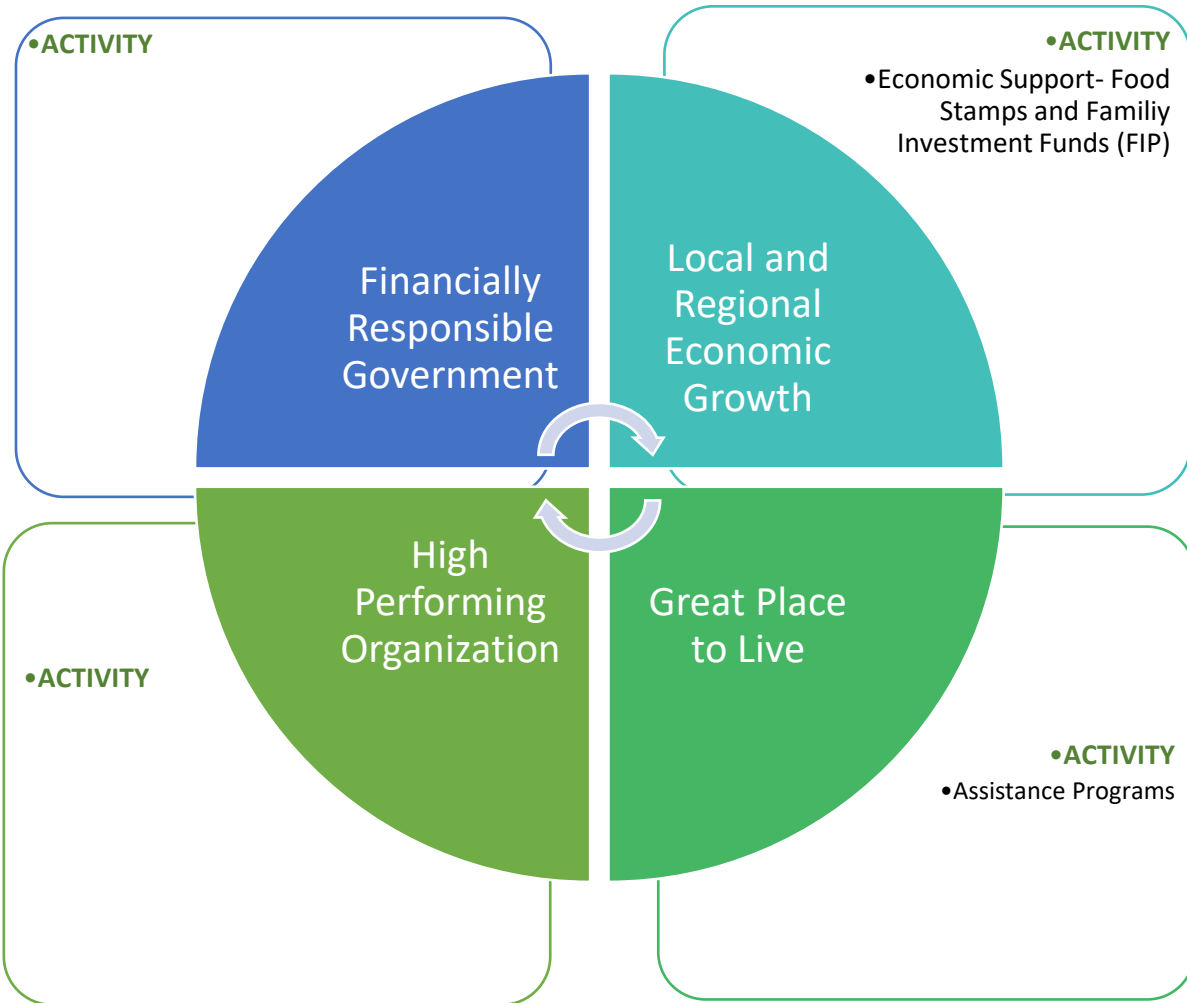 •ACTIVITY
•ACTIVITY
•Economic Support- Food
Stamps and Familiy
Investment Funds (FIP)
Financially
Responsible
Government
Local and
Regional
Economic
Growth
High
Performing
Organization
Great Place
to Live
•ACTIVITY
•ACTIVITY
•Assistance Programs